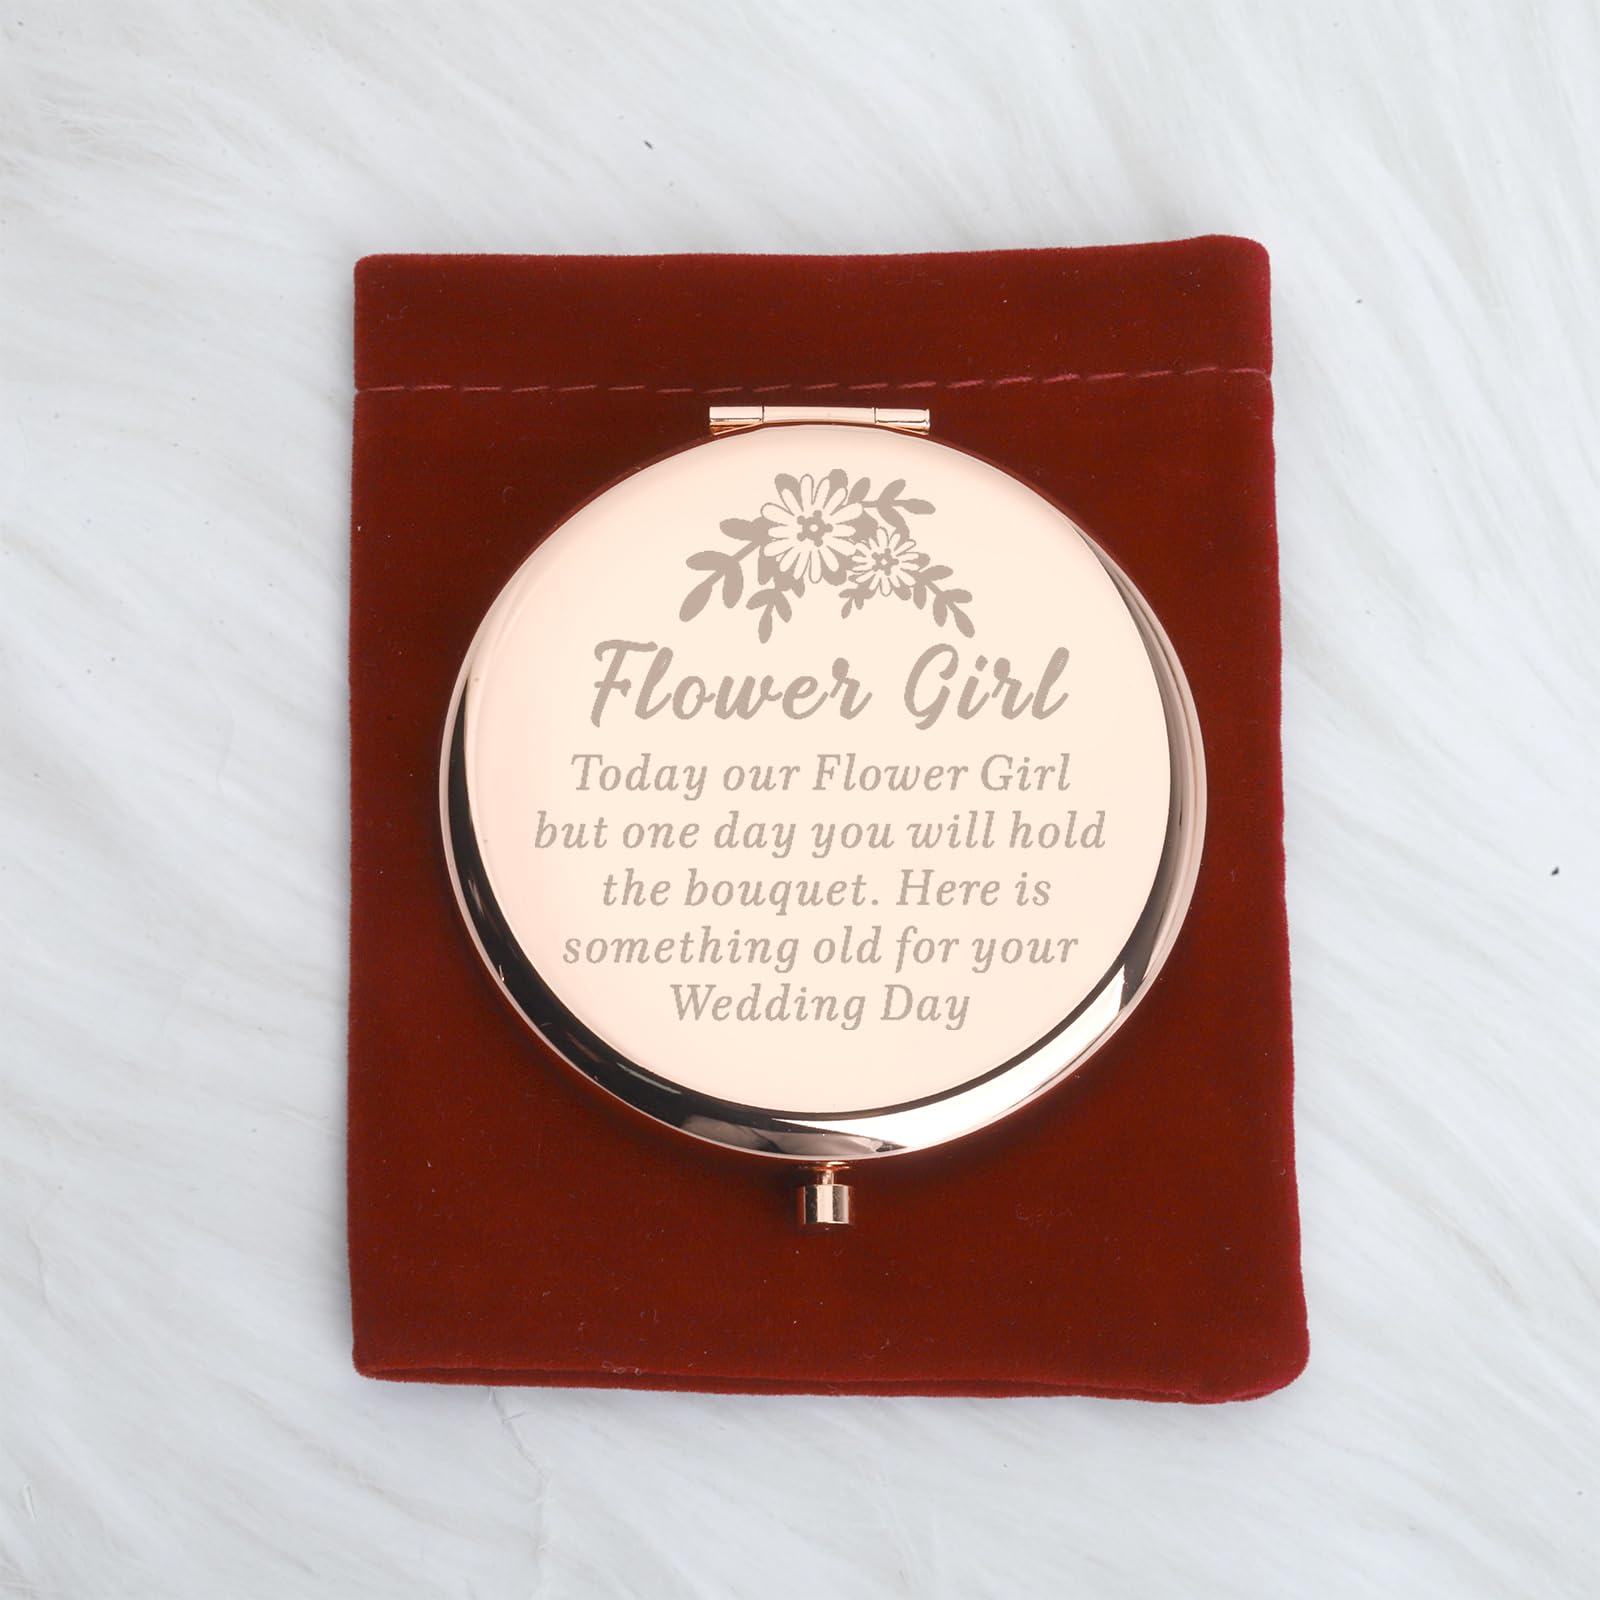 Flower Girl
Today our Flower Girl
but one day you will hold
the bouquet. Here is
something old for your
Wedding Day